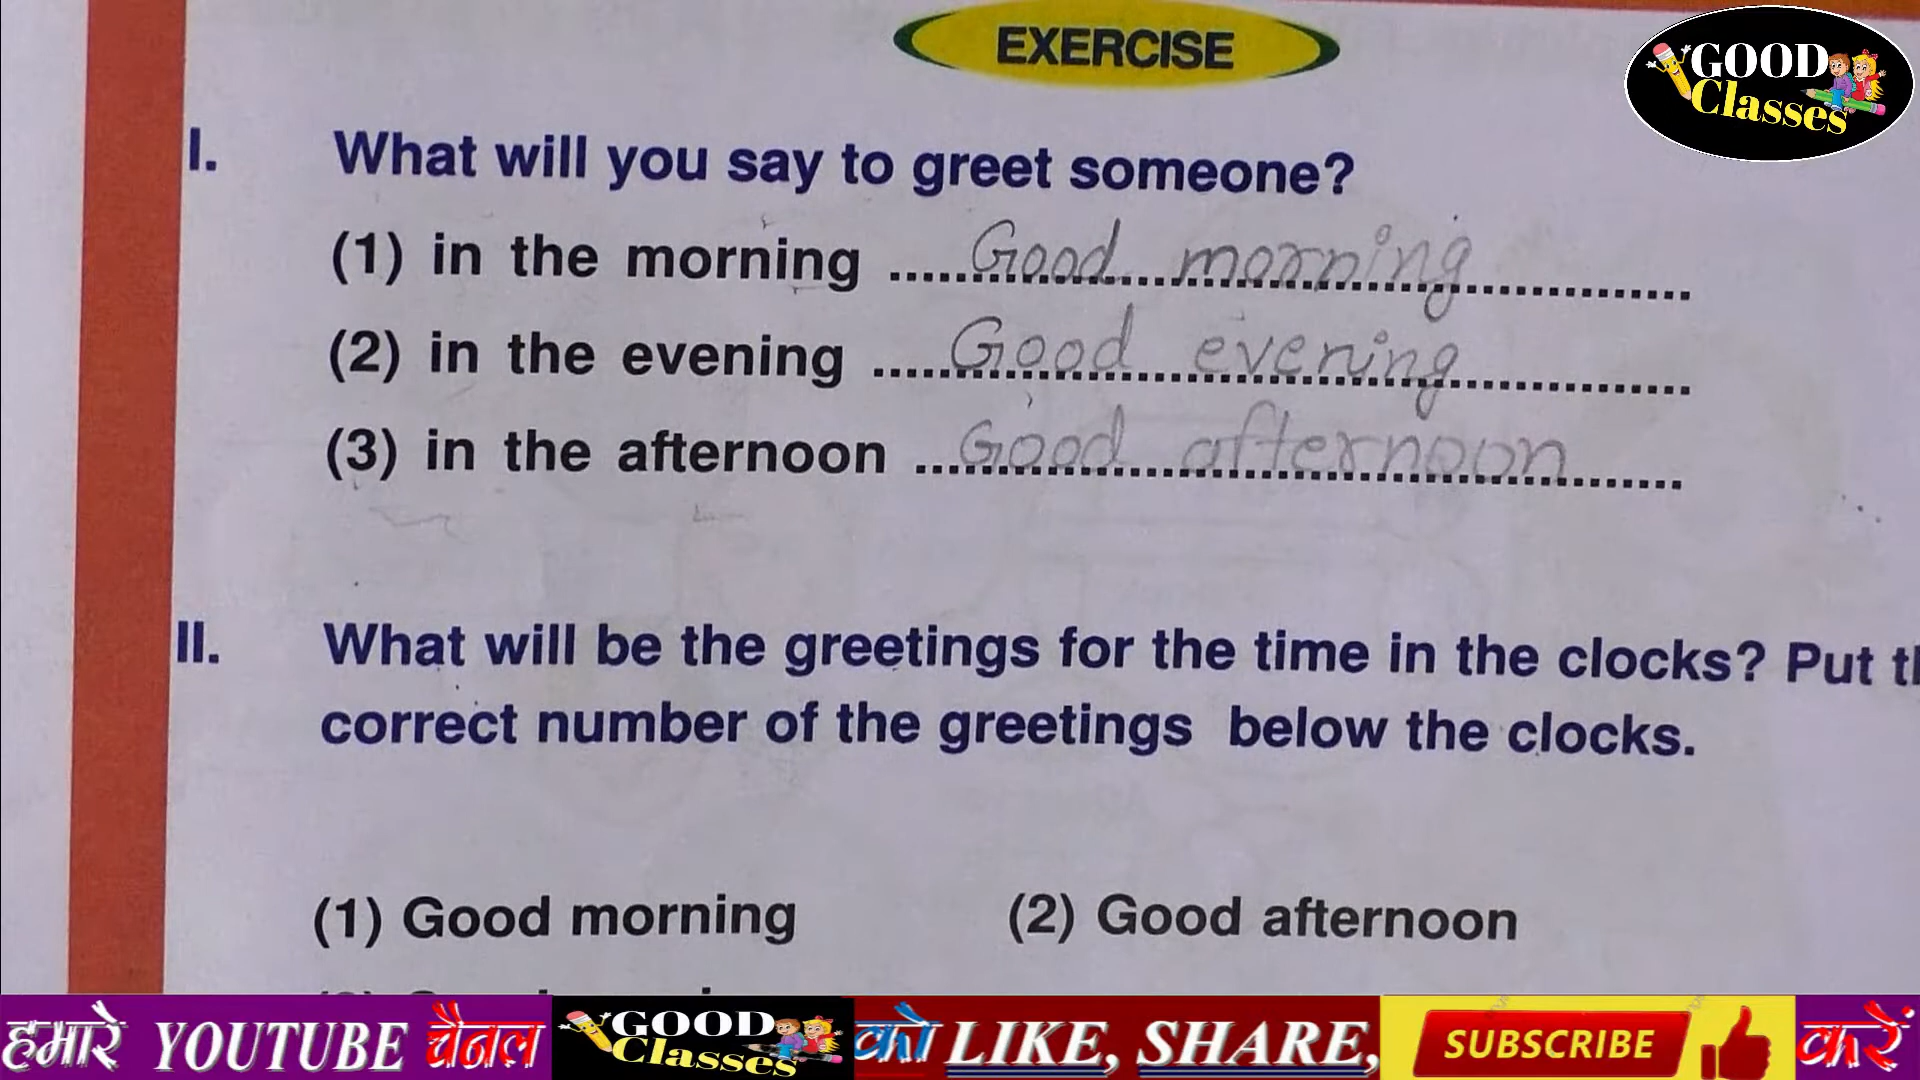 EXERCISE
GOOD
Classes
I. What will you say to greet someone?
(1) in the morning ..... Good morning
(2) in the evening ..... Good evening
(3) in the afternoon ..... Good afternoon
II. What will be the greetings for the time in the clocks? Put
correct number of the greetings below the clocks.
(1) Good morning (2) Good afternoon
हमारे YOUTUBE चैनल GOOD Classes को LIKE, SHARE, SUBSCRIBE करें